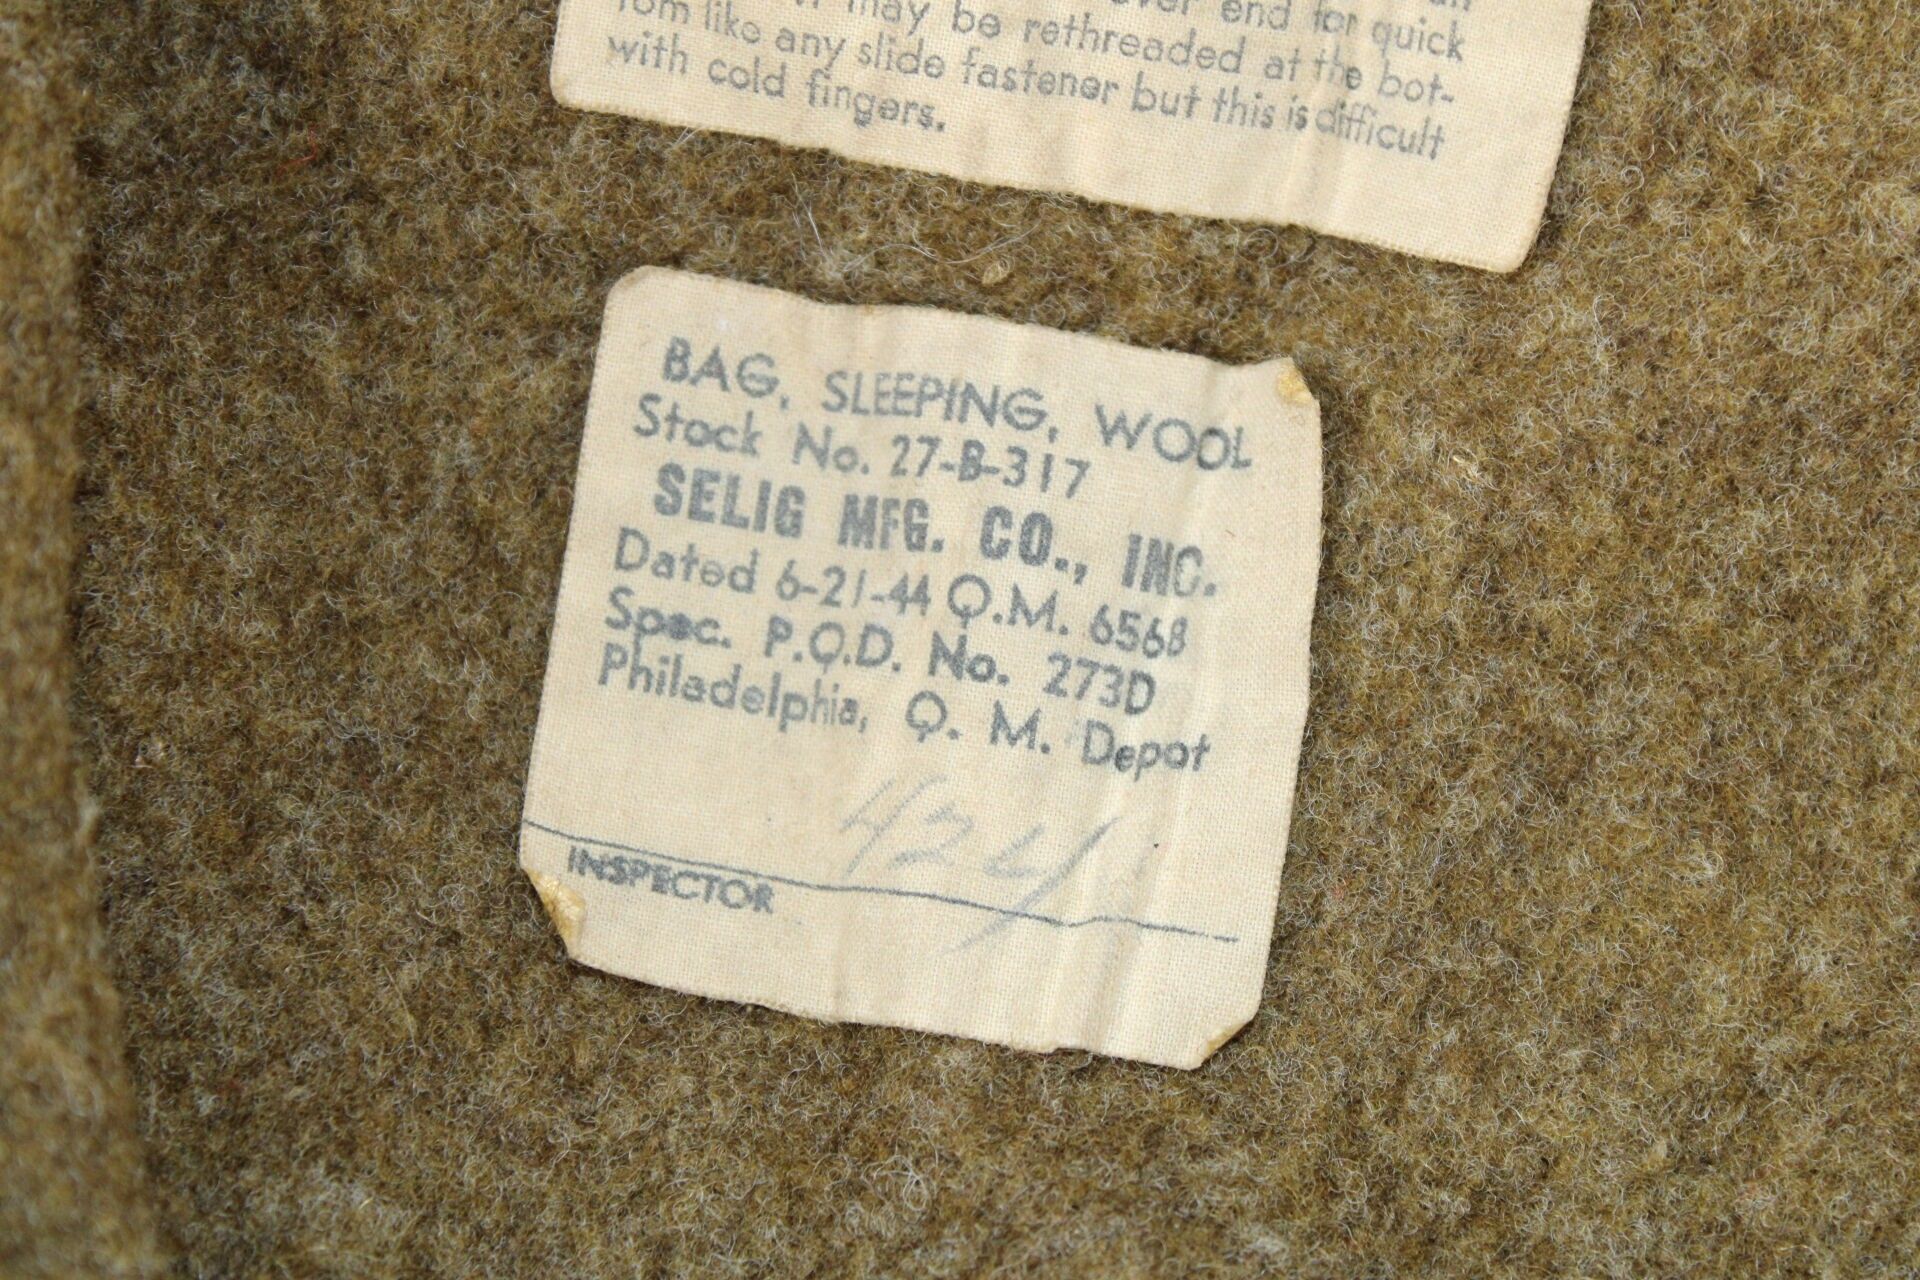 may be rethreaded at the bot-
tom like any slide fastener but this is difficult
with cold fingers.
BAG, SLEEPING, WOOL
Stock No. 27-B-317
SELIG MFG. CO., INC.
Dated 6-21-44 Q.M. 6568
Spec. P.Q.D. No. 273D
Philadelphia, Q. M. Depot
INSPECTOR